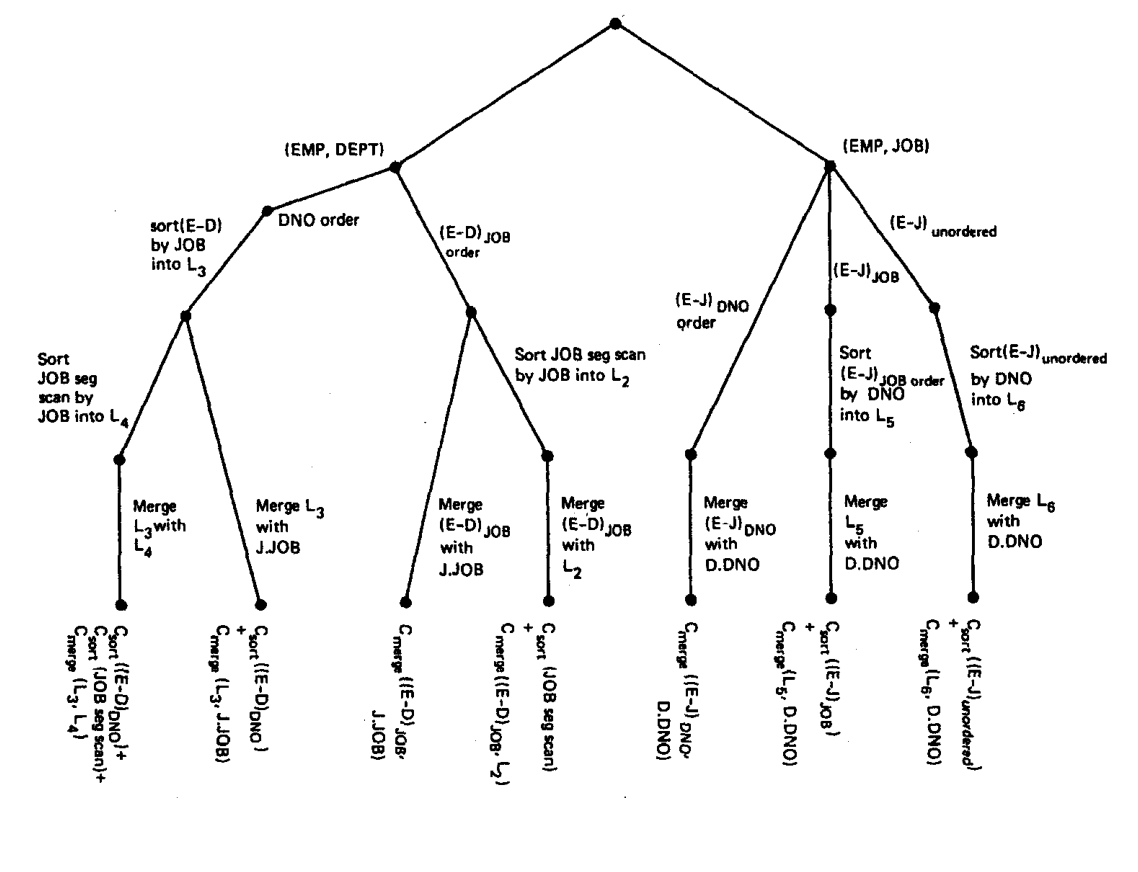 (EMP, DEPT)
(EMP, JOB)
sort(E-D)
by JOB
into L3
DNO order
(E-D)JOB
order
(E-J) unordered
(E-J)JOB
(E-J) DNO
order
Sort
JOB seg
scan by
JOB into L4
Sort JOB seg scan
by JOB into L2
Sort
(E-J)JOB order
by DNO
into L5
Sort(E-J)unordered
by DNO
into L6
Merge
L3 with
L4
Merge L3
with
J.JOB
Merge
(E-D)JOB
with
J.JOB
Merge
(E-D)JOB
with
L2
Merge
(E-J)DNO
with
D.DNO
Merge
L5
with
D.DNO
Merge L6
with
D.DNO
Csort ((E-D)DNO)+
Csort (JOB seg scan)+
Cmerge (L3, L4)
Csort ((E-D)DNO)
+
Cmerge (L3, J.JOB)
Cmerge ((E-D)JOB,
J.JOB)
Csort (JOB seg scan)
+
Cmerge((E-D)JOB, L2)
Cmerge ((E-J)DNO,
D.DNO)
Csort ((E-J)JOB)
+
Cmerge(L5, D.DNO)
Csort ((E-J)unordered)
+
Cmerge(L6, D.DNO)